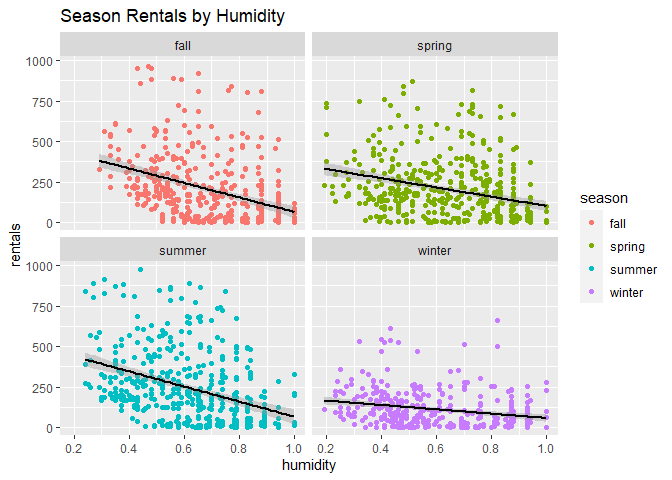 Season Rentals by Humidity
fall
spring
1000
750
500
250
0
rentals
summer
winter
1000
750
500
250
0
0.2 0.4 0.6 0.8 1.0
0.2 0.4 0.6 0.8 1.0
humidity
season
fall
spring
summer
winter